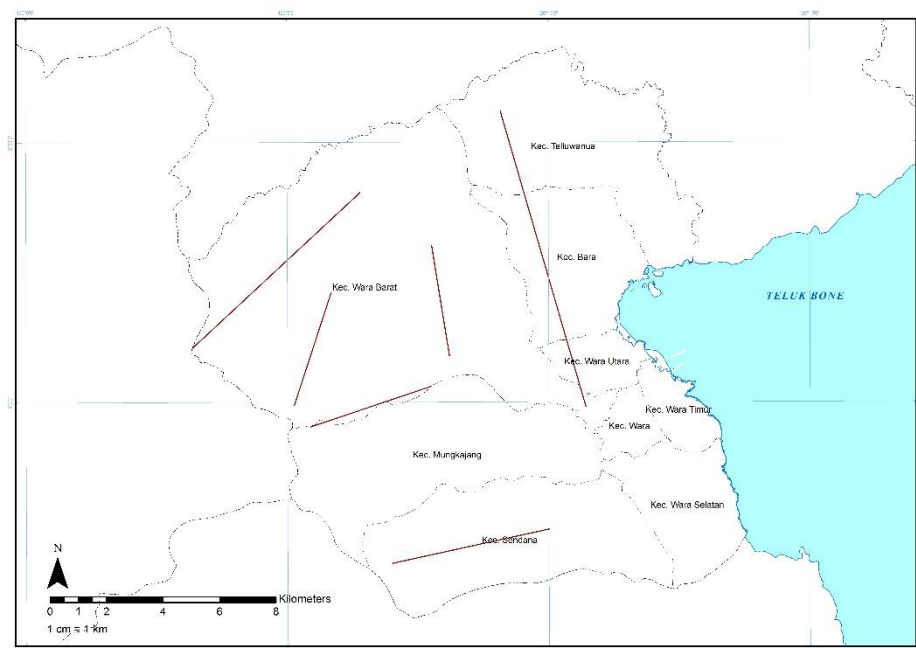 Kec. Telluwanua
Kec. Bara
Kec. Wara Barat
TELUK BONE
Kec. Wara Utara
Kec. Wara Timur
Kec. Wara
Kec. Mungkajang
Kec. Wara Selatan
Kec. Sendana
N
Kilometers
0 1 2 4 6 8
1 cm = 1 km